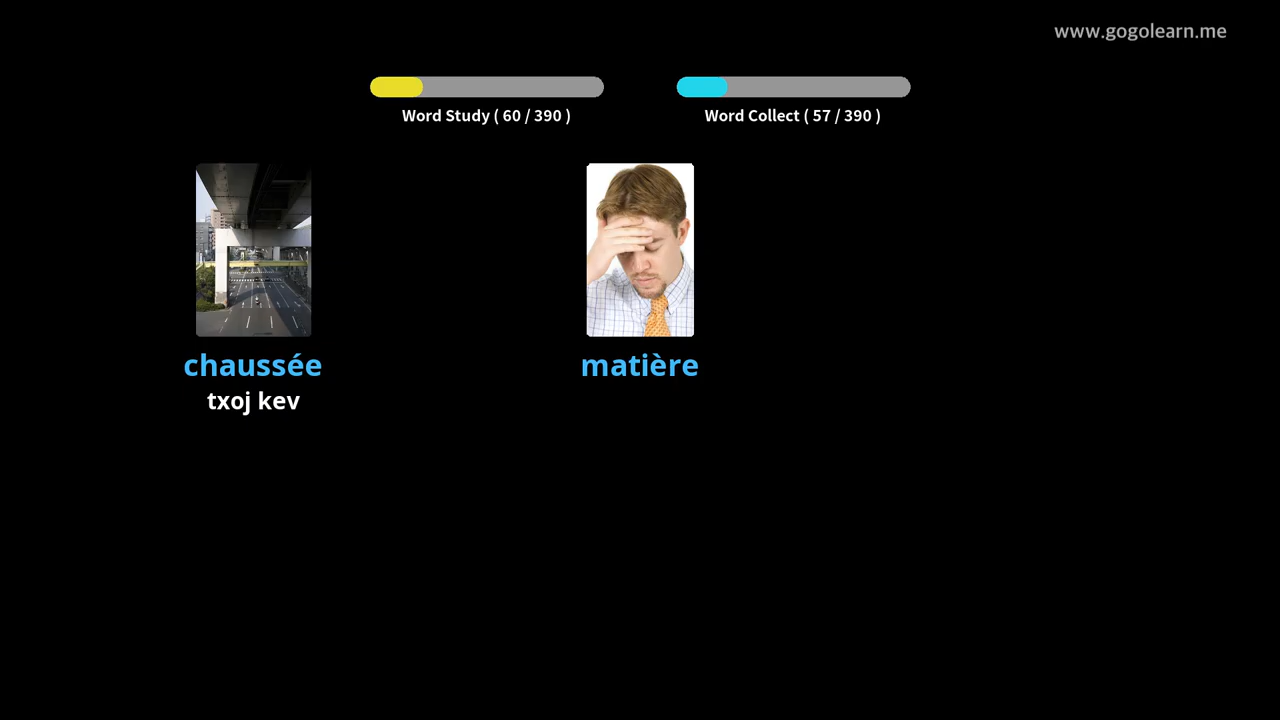 www.gogolearn.me
Word Study ( 60 / 390 )
Word Collect ( 57 / 390 )
chaussée
txoj kev
matière